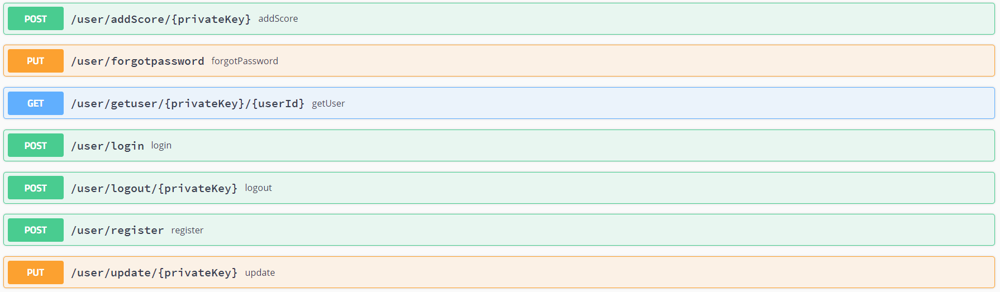 POST /user/addScore/{privateKey} addScore
PUT /user/forgotpassword forgotPassword
GET /user/getuser/{privateKey}/{userId} getUser
POST /user/login login
POST /user/logout/{privateKey} logout
POST /user/register register
PUT /user/update/{privateKey} update